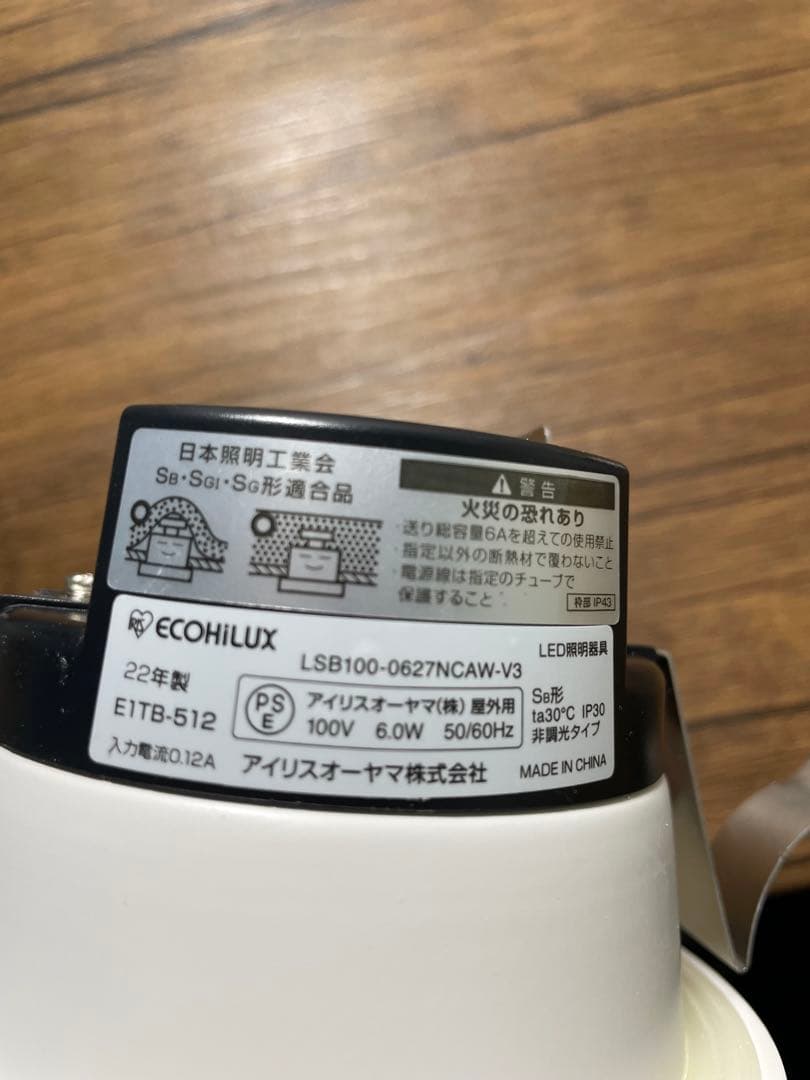 日本照明工業会
SB・SGI・SG形適合品
警告
火災の恐れあり
・送り総容量6Aを超えての使用禁止
・指定以外の断熱材で覆わないこと
・電源線は指定のチューブで
保護すること
枠部 IP43
ECOHiLUX
LED照明器具
LSB100-0627NCAW-V3
22年製
E1TB-512
入力電流0.12A
PS
E
アイリスオーヤマ(株) 屋外用
100V 6.0W 50/60Hz
SB形
ta30℃ IP30
非調光タイプ
アイリスオーヤマ株式会社
MADE IN CHINA